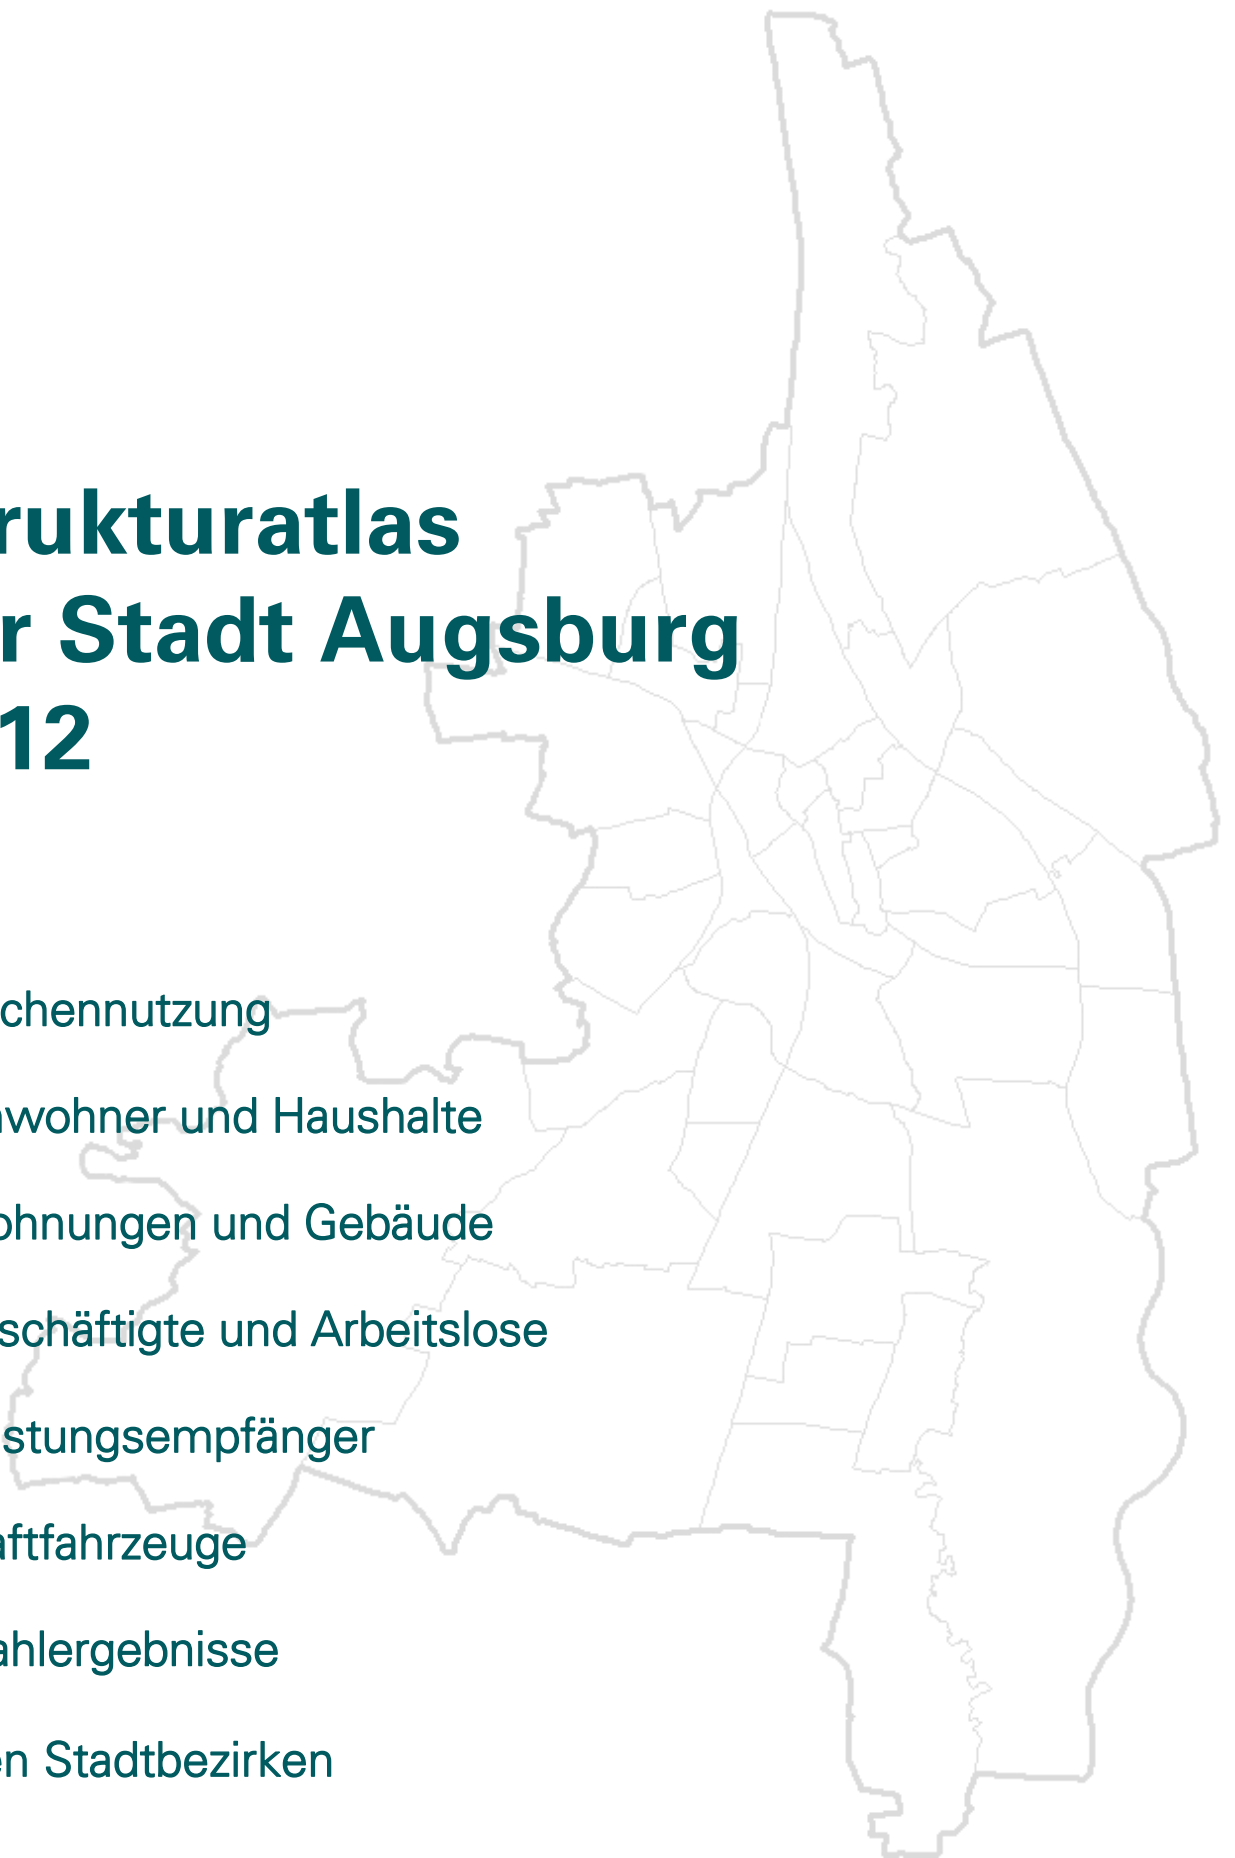 rukturatlas
r Stadt Augsburg
12
chennutzung
wohner und Haushalte
ohnungen und Gebäude
schäftigte und Arbeitslose
stungsempfänger
aftfahrzeuge
ahlergebnisse
en Stadtbezirken